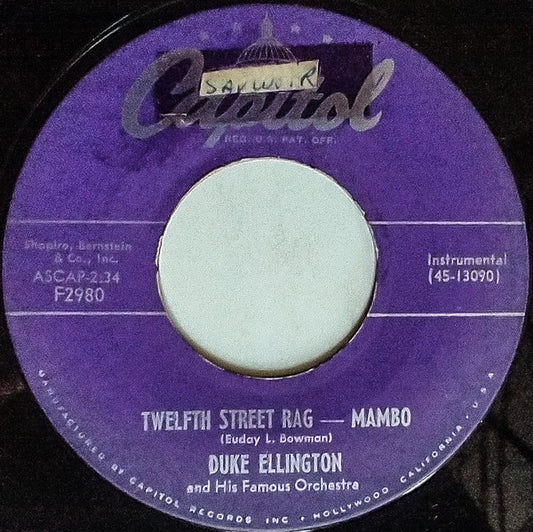 Capitol
REG. U.S. PAT. OFF.
Shapiro, Bernstein
& Co., Inc.
ASCAP-2:34
F2980
Instrumental
(45-13090)
TWELFTH STREET RAG — MAMBO
(Euday L. Bowman)
DUKE ELLINGTON
and His Famous Orchestra
MANUFACTURED BY CAPITOL RECORDS INC • HOLLYWOOD CALIFORNIA • U.S.A.